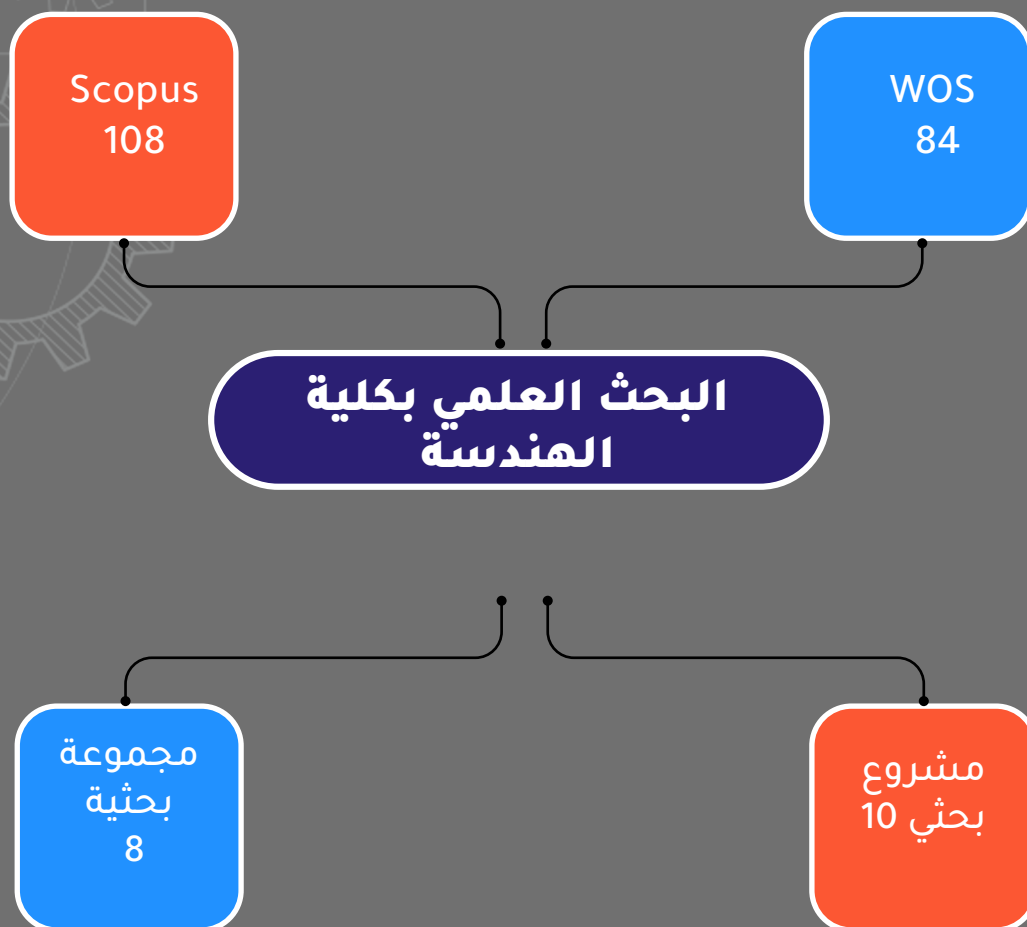 Scopus
108
WOS
84
البحث العلمي بكلية
الهندسة
مجموعة
بحثية
8
مشروع
بحثي 10